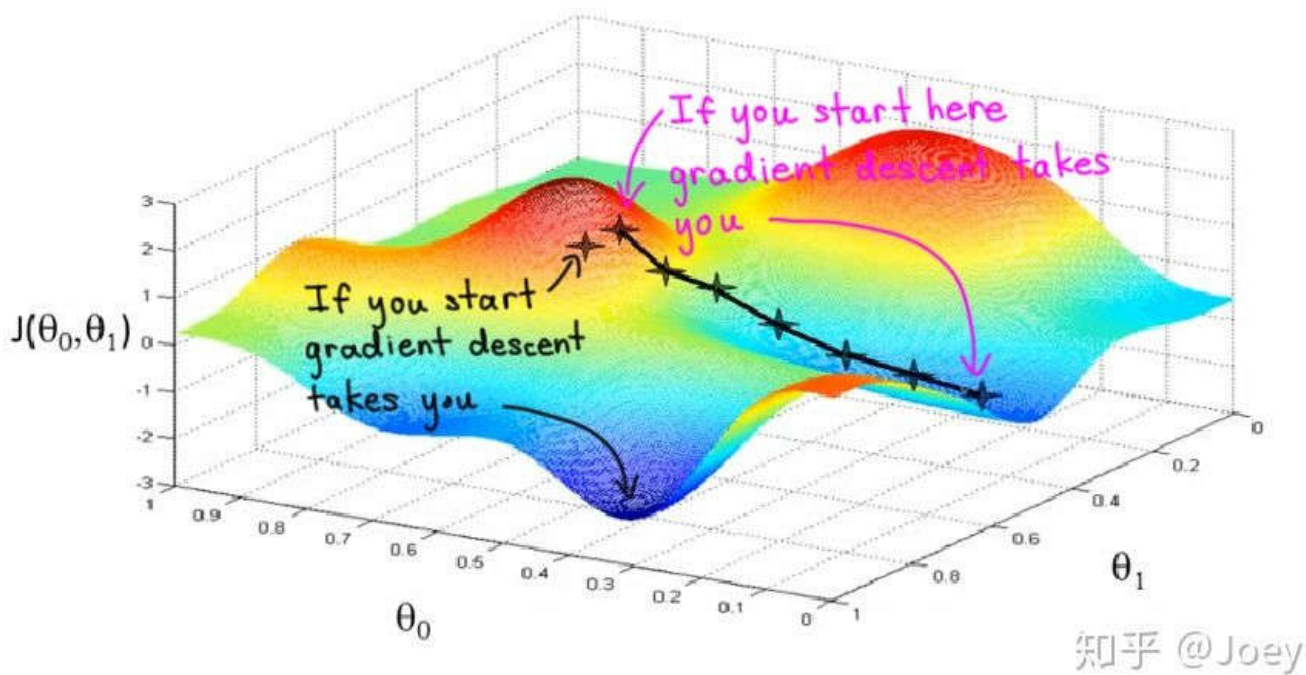 If you start here
gradient descent takes
you
If you start
gradient descent
takes you
J(θ₀,θ₁)
3
2
1
0
-1
-2
-3
1
0.9
0.8
0.7
0.6
0.5
0.4
0.3
0.2
0.1
0
θ₀
1
0.8
0.6
0.4
0.2
0
θ₁
知乎 @Joey